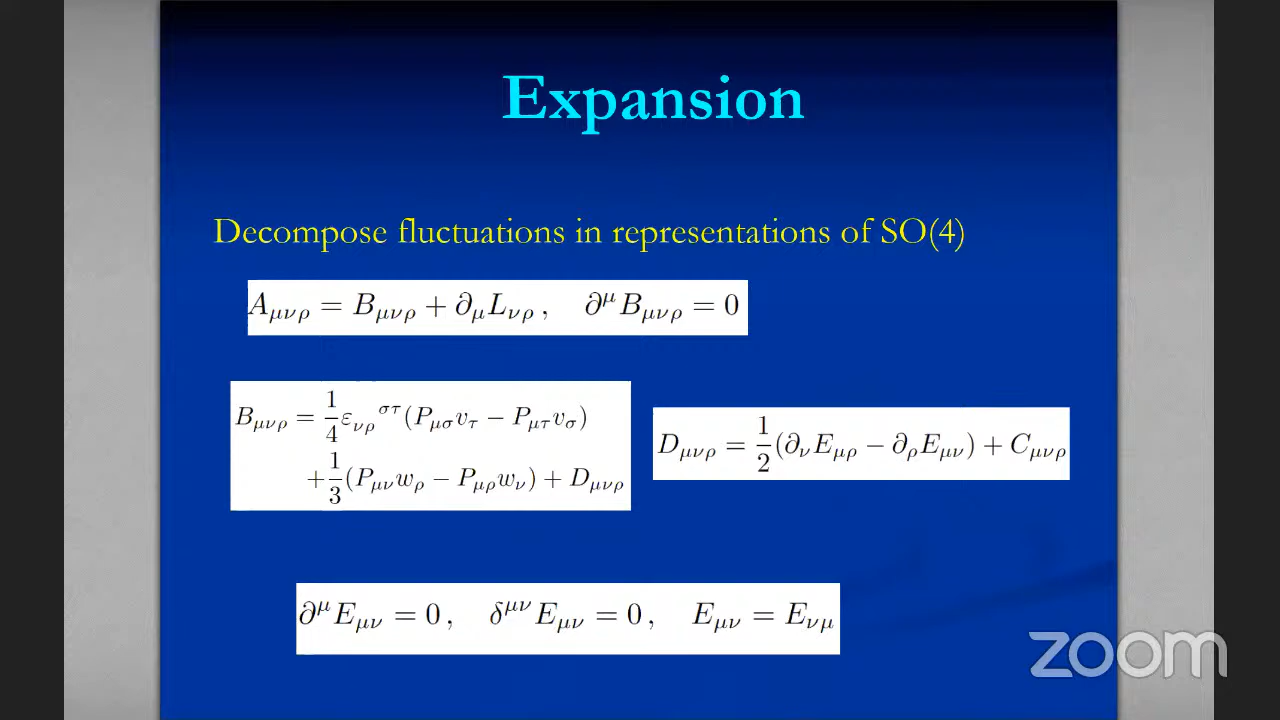 Expansion
Decompose fluctuations in representations of SO(4)
A_{μνρ} = B_{μνρ} + ∂_μ L_{νρ} ,   ∂^μ B_{μνρ} = 0
B_{μνρ} = \frac{1}{4} ε_{νρ}^{στ} (P_{μσ} v_τ − P_{μτ} v_σ)
+ \frac{1}{3} (P_{μν} w_ρ − P_{μρ} w_ν) + D_{μνρ}
D_{μνρ} = \frac{1}{2} (∂_ν E_{μρ} − ∂_ρ E_{μν}) + C_{μνρ}
∂^μ E_{μν} = 0 ,   δ^{μν} E_{μν} = 0 ,   E_{μν} = E_{νμ}
zoom